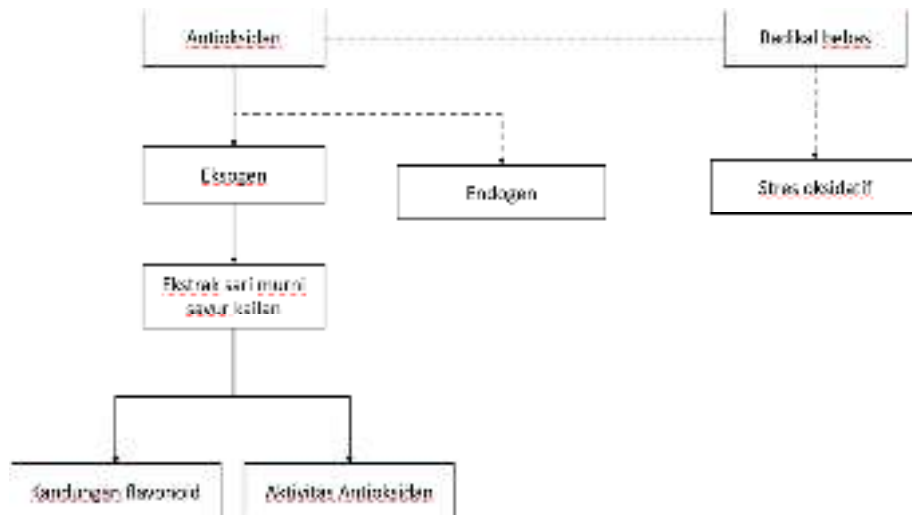 Antioksidan
Radikal bebas
Eksogen
Endogen
Stres oksidatif
Ekstrak sari murni
sayur kailan
Kandungan flavonoid
Aktivitas Antioksidan